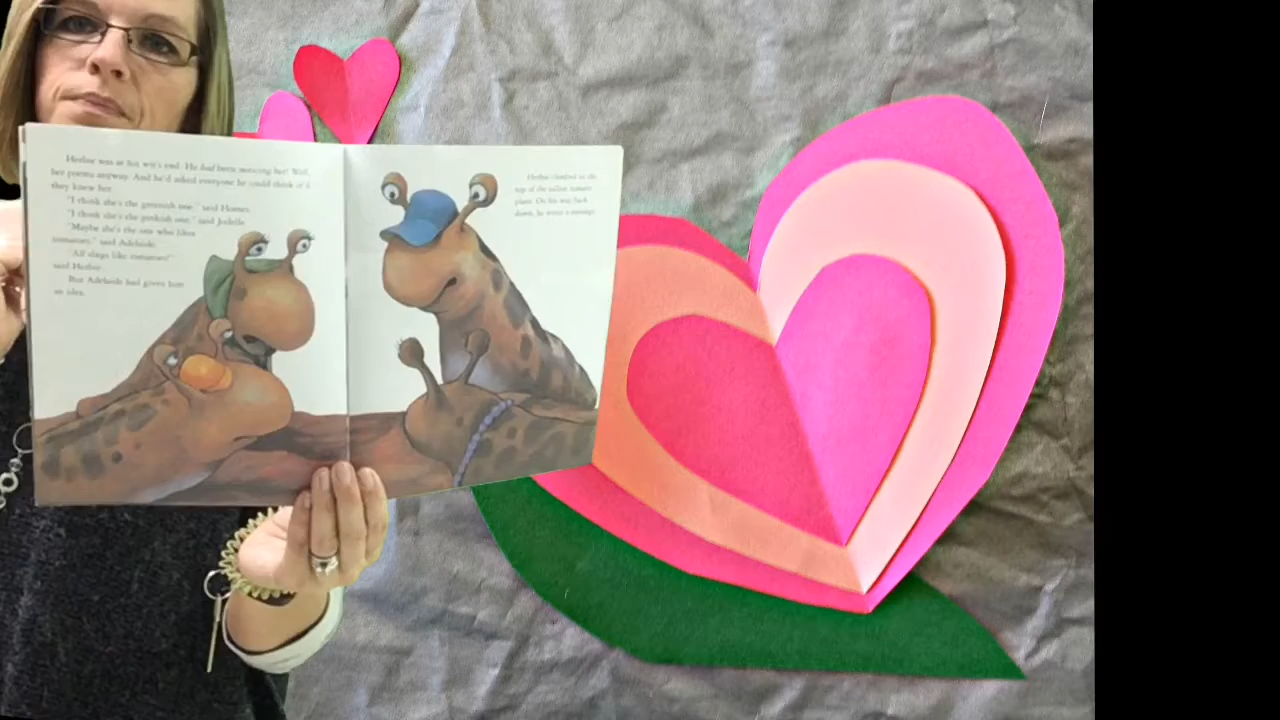 Herbie was at his wit's end. He had been noticing her! Well,
her poems anyway. And he'd asked everyone he could think of if
they knew her.
"I think she's the greenish one," said Homer.
"I think she's the pinkish one," said Jodelle.
"Maybe she's the one who likes
tomatoes," said Adelaide.
"All slugs like tomatoes!"
said Herbie.
But Adelaide had given him
an idea.
Herbie climbed to the
top of the tallest tomato
plant. On his way back
down, he wrote a message